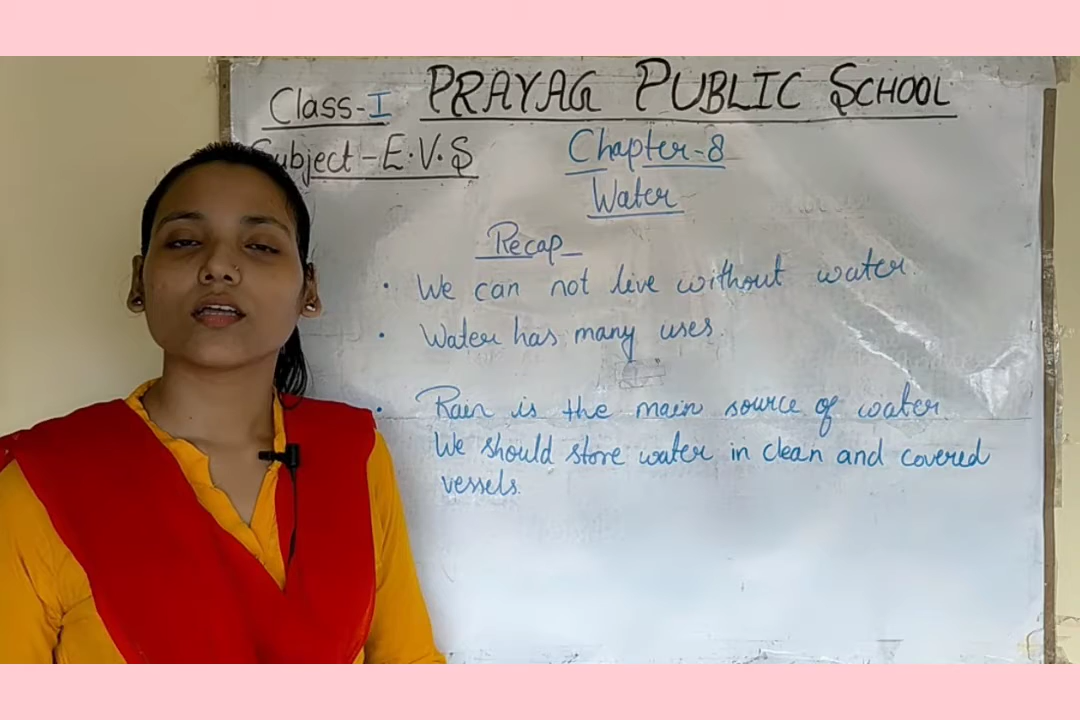 PRAYAG PUBLIC SCHOOL
Class-I
Subject-E.V.S
Chapter-8
Water
Recap
• We can not live without water.
• Water has many uses.
• Rain is the main source of water
We should store water in clean and covered
vessels.